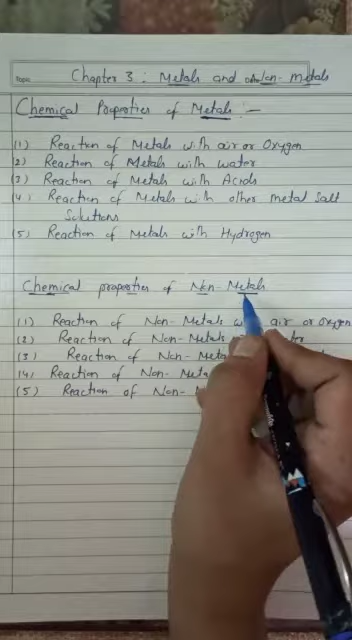 Chapter 3: Metals and Non-metals
Chemical Properties of Metals :-
(1) Reaction of Metals with air or Oxygen
(2) Reaction of Metals with water
(3) Reaction of Metals with Acids
(4) Reaction of Metals with other metal Salt
Solutions
(5) Reaction of Metals with Hydrogen
Chemical properties of Non-Metals
(1) Reaction of Non-Metals air or oxygen
(2) Reaction of Non-Metals
(3) Reaction of Non-
(4) Reaction of Non-
(5) Reaction of Non-